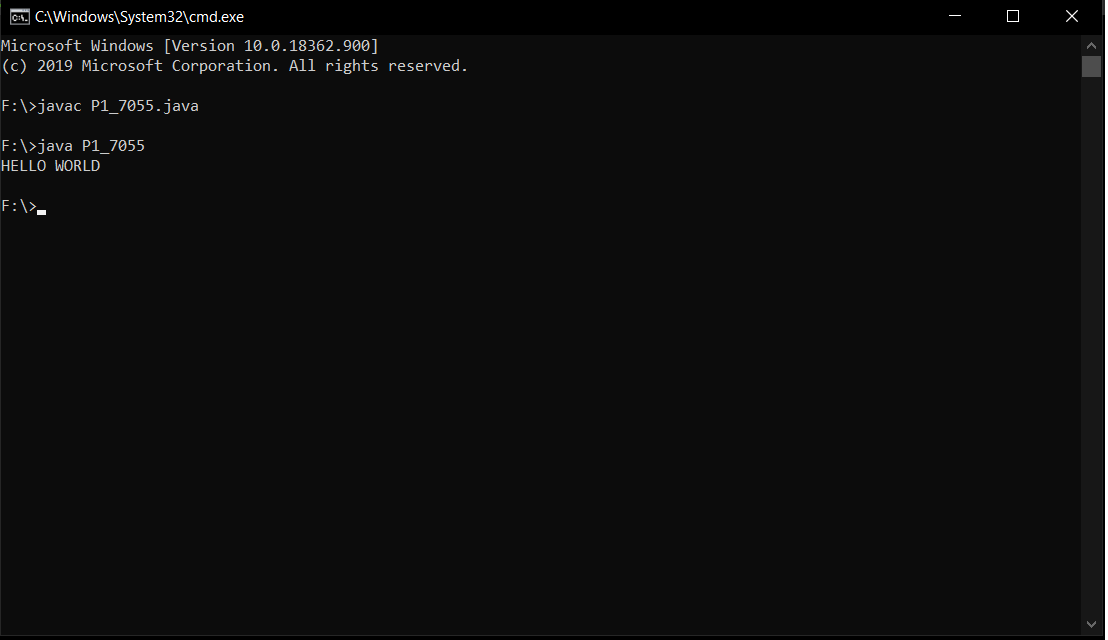 C:\Windows\System32\cmd.exe
Microsoft Windows [Version 10.0.18362.900]
(c) 2019 Microsoft Corporation. All rights reserved.
F:\>javac P1_7055.java
F:\>java P1_7055
HELLO WORLD
F:\>